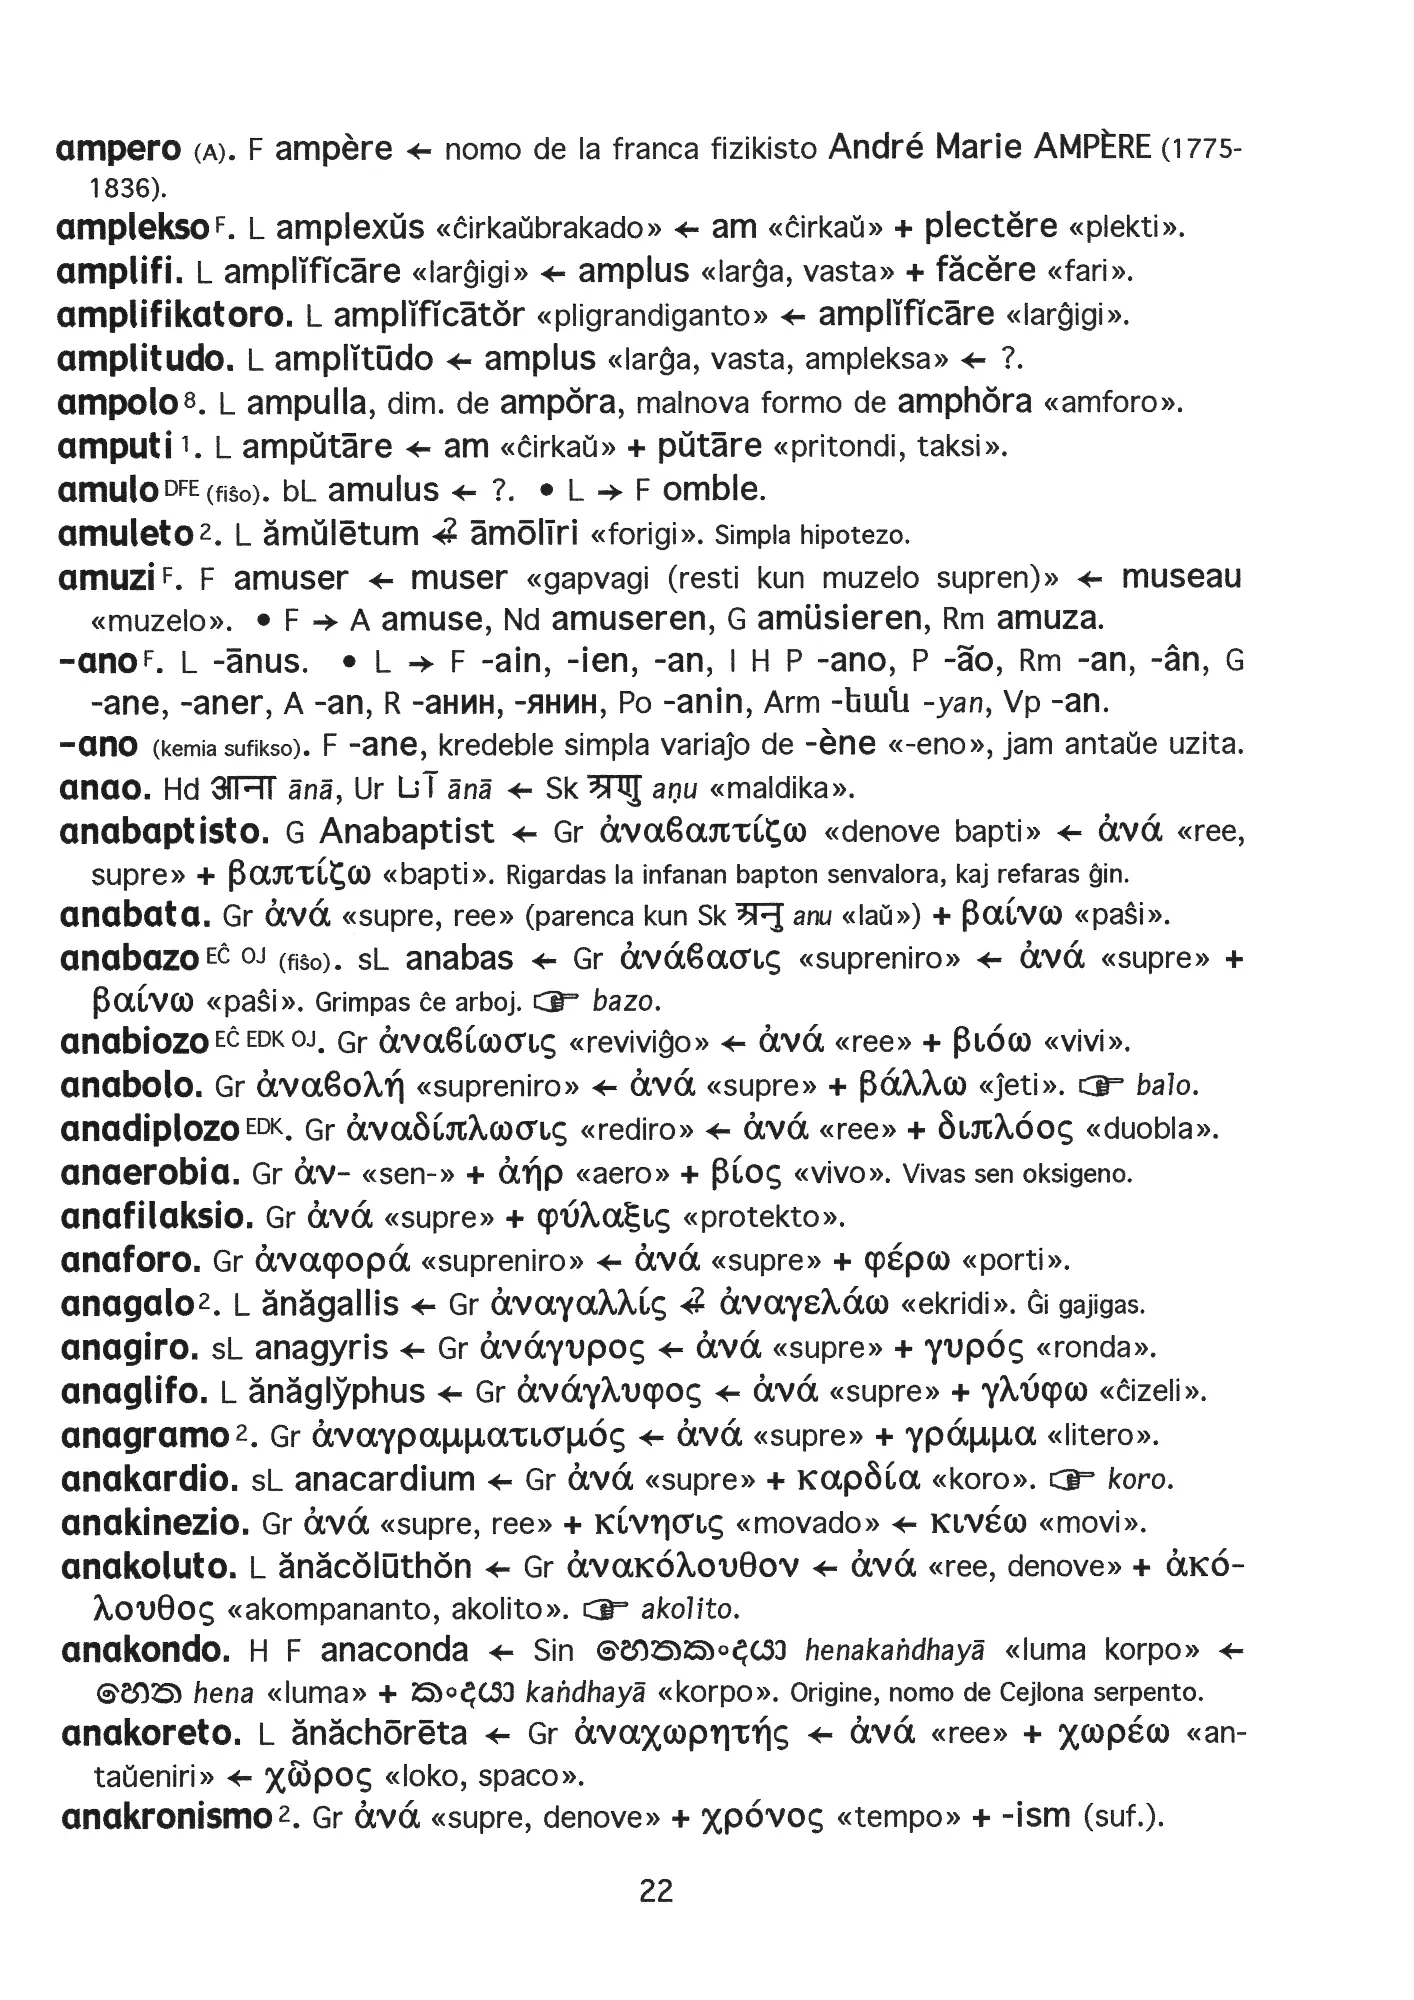 ampero (A). F ampère ← nomo de la franca fizikisto André Marie AMPÈRE (1775-
1836).
amplekso F. L amplexŭs «ĉirkaŭbrakado» ← am «ĉirkaŭ» + plectĕre «plekti».
amplifi. L amplĭfĭcāre «larĝigi» ← amplus «larĝa, vasta» + făcĕre «fari».
amplifikatoro. L amplĭfĭcātŏr «pligrandiganto» ← amplĭfĭcāre «larĝigi».
amplitudo. L amplĭtūdo ← amplus «larĝa, vasta, ampleksa» ← ?.
ampolo 8. L ampulla, dim. de ampŏra, malnova formo de amphŏra «amforo».
amputi 1. L ampŭtāre ← am «ĉirkaŭ» + pŭtāre «pritondi, taksi».
amulo DFE (fiŝo). bL amulus ← ?. • L → F omble.
amuleto 2. L ămŭlētum ←? āmōlīri «forigi». Simpla hipotezo.
amuzi F. F amuser ← muser «gapvagi (resti kun muzelo supren)» ← museau
«muzelo». • F → A amuse, Nd amuseren, G amüsieren, Rm amuza.
-ano F. L -ānus. • L → F -ain, -ien, -an, I H P -ano, P -ão, Rm -an, -ân, G
-ane, -aner, A -an, R -анин, -янин, Po -anin, Arm -եան -yan, Vp -an.
-ano (kemia sufikso). F -ane, kredeble simpla variaĵo de -ène «-eno», jam antaŭe uzita.
anao. Hd आना ānā, Ur آنا ānā ← Sk अणु aṇu «maldika».
anabaptisto. G Anabaptist ← Gr ἀναϐαπτίζω «denove bapti» ← ἀνά «ree,
supre» + βαπτίζω «bapti». Rigardas la infanan bapton senvalora, kaj refaras ĝin.
anabata. Gr ἀνά «supre, ree» (parenca kun Sk अनु anu «laŭ») + βαίνω «paŝi».
anabazo EĈ OJ (fiŝo). sL anabas ← Gr ἀνάϐασις «supreniro» ← ἀνά «supre» +
βαίνω «paŝi». Grimpas ĉe arboj. ☞ bazo.
anabiozo EĈ EDK OJ. Gr ἀναϐίωσις «reviviĝo» ← ἀνά «ree» + βιόω «vivi».
anabolo. Gr ἀναϐολή «supreniro» ← ἀνά «supre» + βάλλω «ĵeti». ☞ balo.
anadiplozo EDK. Gr ἀναδίπλωσις «rediro» ← ἀνά «ree» + διπλόος «duobla».
anaerobia. Gr ἀν- «sen-» + ἀήρ «aero» + βίος «vivo». Vivas sen oksigeno.
anafilaksio. Gr ἀνά «supre» + φύλαξις «protekto».
anaforo. Gr ἀναφορά «supreniro» ← ἀνά «supre» + φέρω «porti».
anagalo 2. L ănăgallis ← Gr ἀναγαλλίς ←? ἀναγελάω «ekridi». Ĝi gajigas.
anagiro. sL anagyris ← Gr ἀνάγυρος ← ἀνά «supre» + γυρός «ronda».
anaglifo. L ănăgly̆phus ← Gr ἀνάγλυφος ← ἀνά «supre» + γλύφω «ĉizeli».
anagramo 2. Gr ἀναγραμματισμός ← ἀνά «supre» + γράμμα «litero».
anakardio. sL anacardium ← Gr ἀνά «supre» + καρδία «koro». ☞ koro.
anakinezio. Gr ἀνά «supre, ree» + κίνησις «movado» ← κινέω «movi».
anakoluto. L ănăcŏlūthŏn ← Gr ἀνακόλουθον ← ἀνά «ree, denove» + ἀκό-
λουθος «akompananto, akolito». ☞ akolito.
anakondo. H F anaconda ← Sin හෙනකකංදයා henakaṅdhayā «luma korpo» ←
හෙන hena «luma» + කංදයා kaṅdhayā «korpo». Origine, nomo de Cejlona serpento.
anakoreto. L ănăchōrēta ← Gr ἀναχωρητής ← ἀνά «ree» + χωρέω «an-
taŭeniri» ← χῶρος «loko, spaco».
anakronismo 2. Gr ἀνά «supre, denove» + χρόνος «tempo» + -ism (suf.).
22